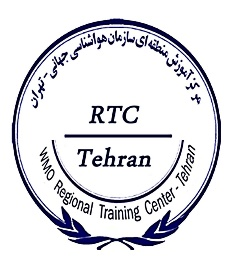 مرکز آموزش منطقه ای سازمان هواشناسی جهانی - تهران
RTC
Tehran
WMO Regional Training Center - Tehran